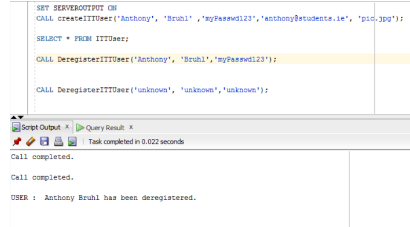 SET SERVEROUTPUT ON
CALL createITTUser('Anthony', 'Bruhl' ,'myPasswd123','anthony@students.ie', 'pic.jpg');
SELECT * FROM ITTUser;
CALL DeregisterITTUser('Anthony', 'Bruhl','myPasswd123');
CALL DeregisterITTUser('unknown', 'unknown','unknown');
Script Output × Query Result ×
Task completed in 0.022 seconds
Call completed.
Call completed.
USER : Anthony Bruhl has been deregistered.